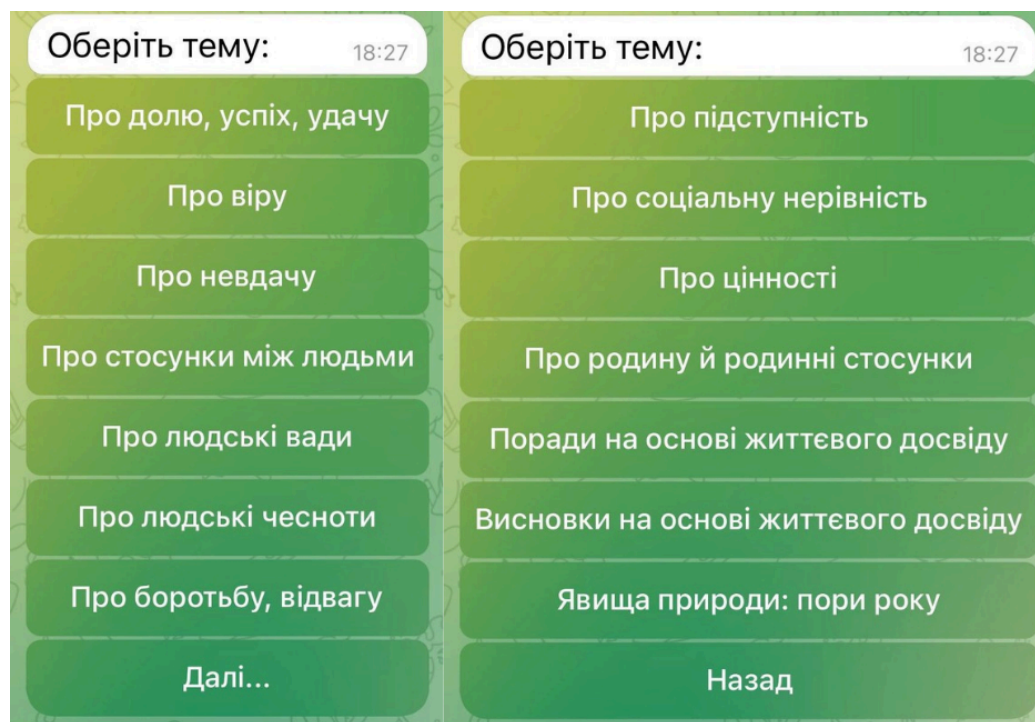 Оберіть тему:
18:27
Про долю, успіх, удачу
Про віру
Про невдачу
Про стосунки між людьми
Про людські вади
Про людські чесноти
Про боротьбу, відвагу
Далі...
Оберіть тему:
18:27
Про підступність
Про соціальну нерівність
Про цінності
Про родину й родинні стосунки
Поради на основі життєвого досвіду
Висновки на основі життєвого досвіду
Явища природи: пори року
Назад